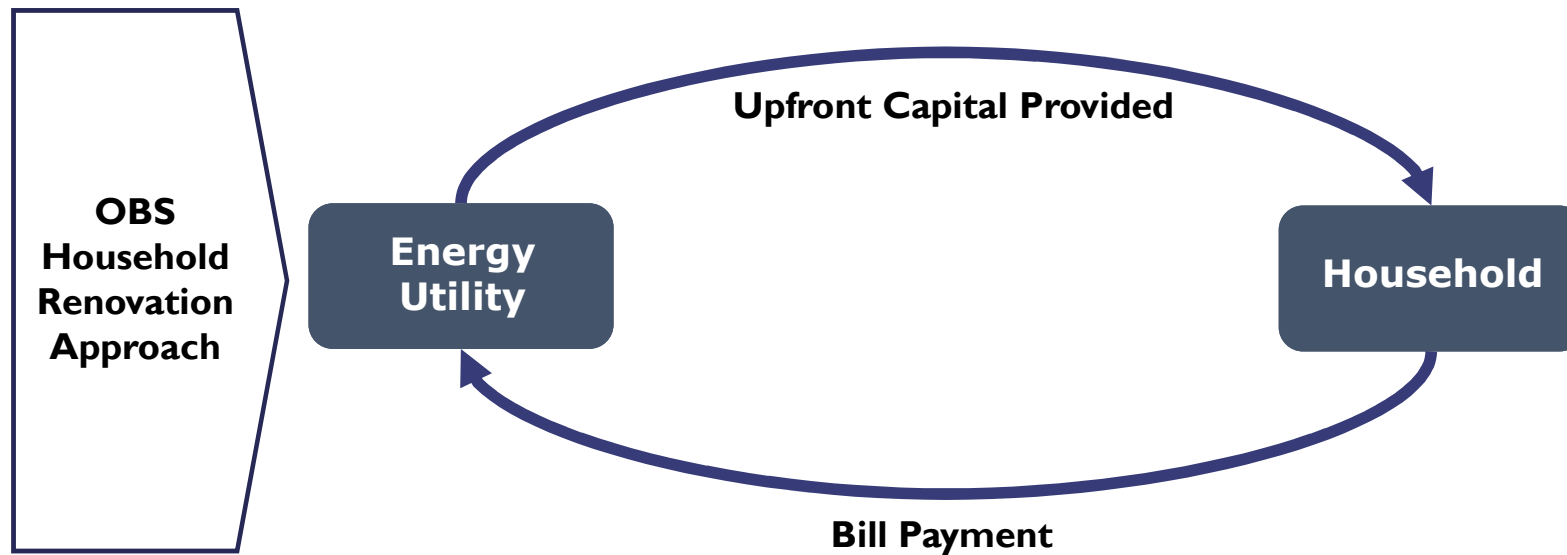 OBS
Household
Renovation
Approach
Energy
Utility
Upfront Capital Provided
Household
Bill Payment